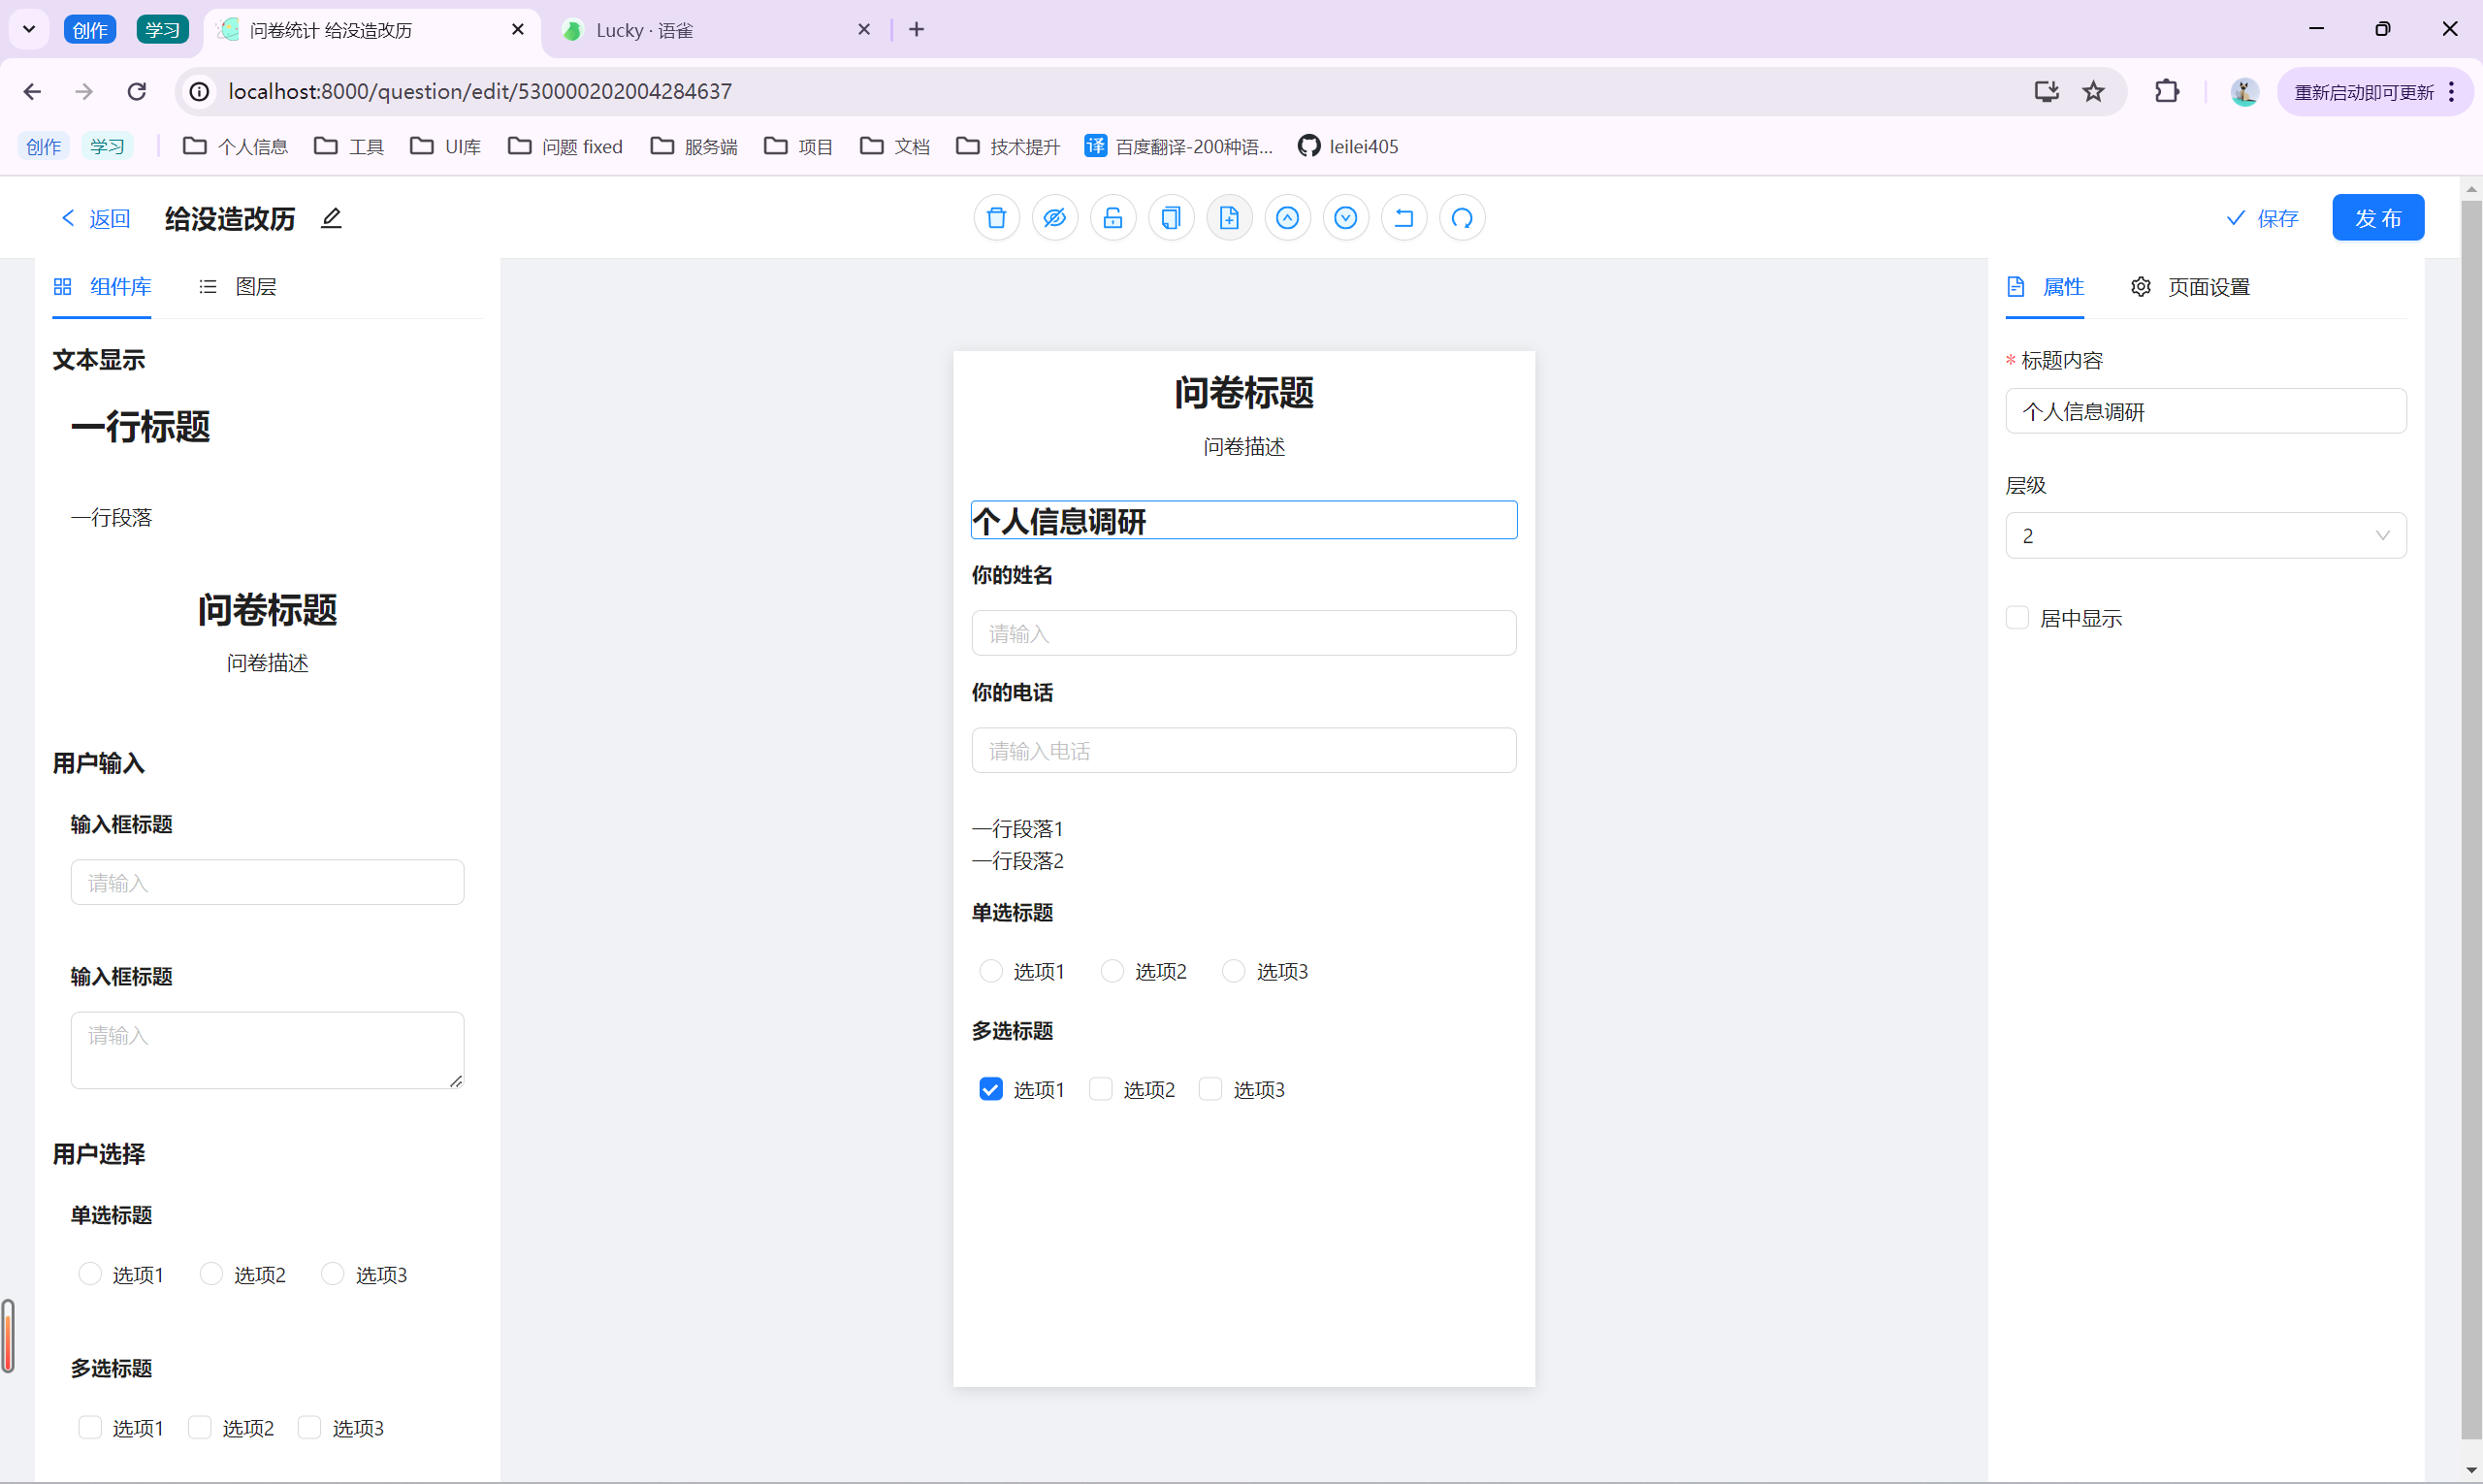 创作
学习
问卷统计 给没造改历
Lucky · 语雀
localhost:8000/question/edit/530000202004284637
重新启动即可更新
创作
学习
个人信息
工具
UI库
问题 fixed
服务端
项目
文档
技术提升
译
百度翻译-200种语...
leilei405
返回
给没造改历
保存
发布
组件库
图层
文本显示
一行标题
一行段落
问卷标题
问卷描述
用户输入
输入框标题
请输入
输入框标题
请输入
用户选择
单选标题
选项1 选项2 选项3
多选标题
选项1 选项2 选项3
问卷标题
问卷描述
个人信息调研
你的姓名
请输入
你的电话
请输入电话
一行段落1
一行段落2
单选标题
选项1 选项2 选项3
多选标题
选项1 选项2 选项3
属性
页面设置
* 标题内容
个人信息调研
层级
2
居中显示